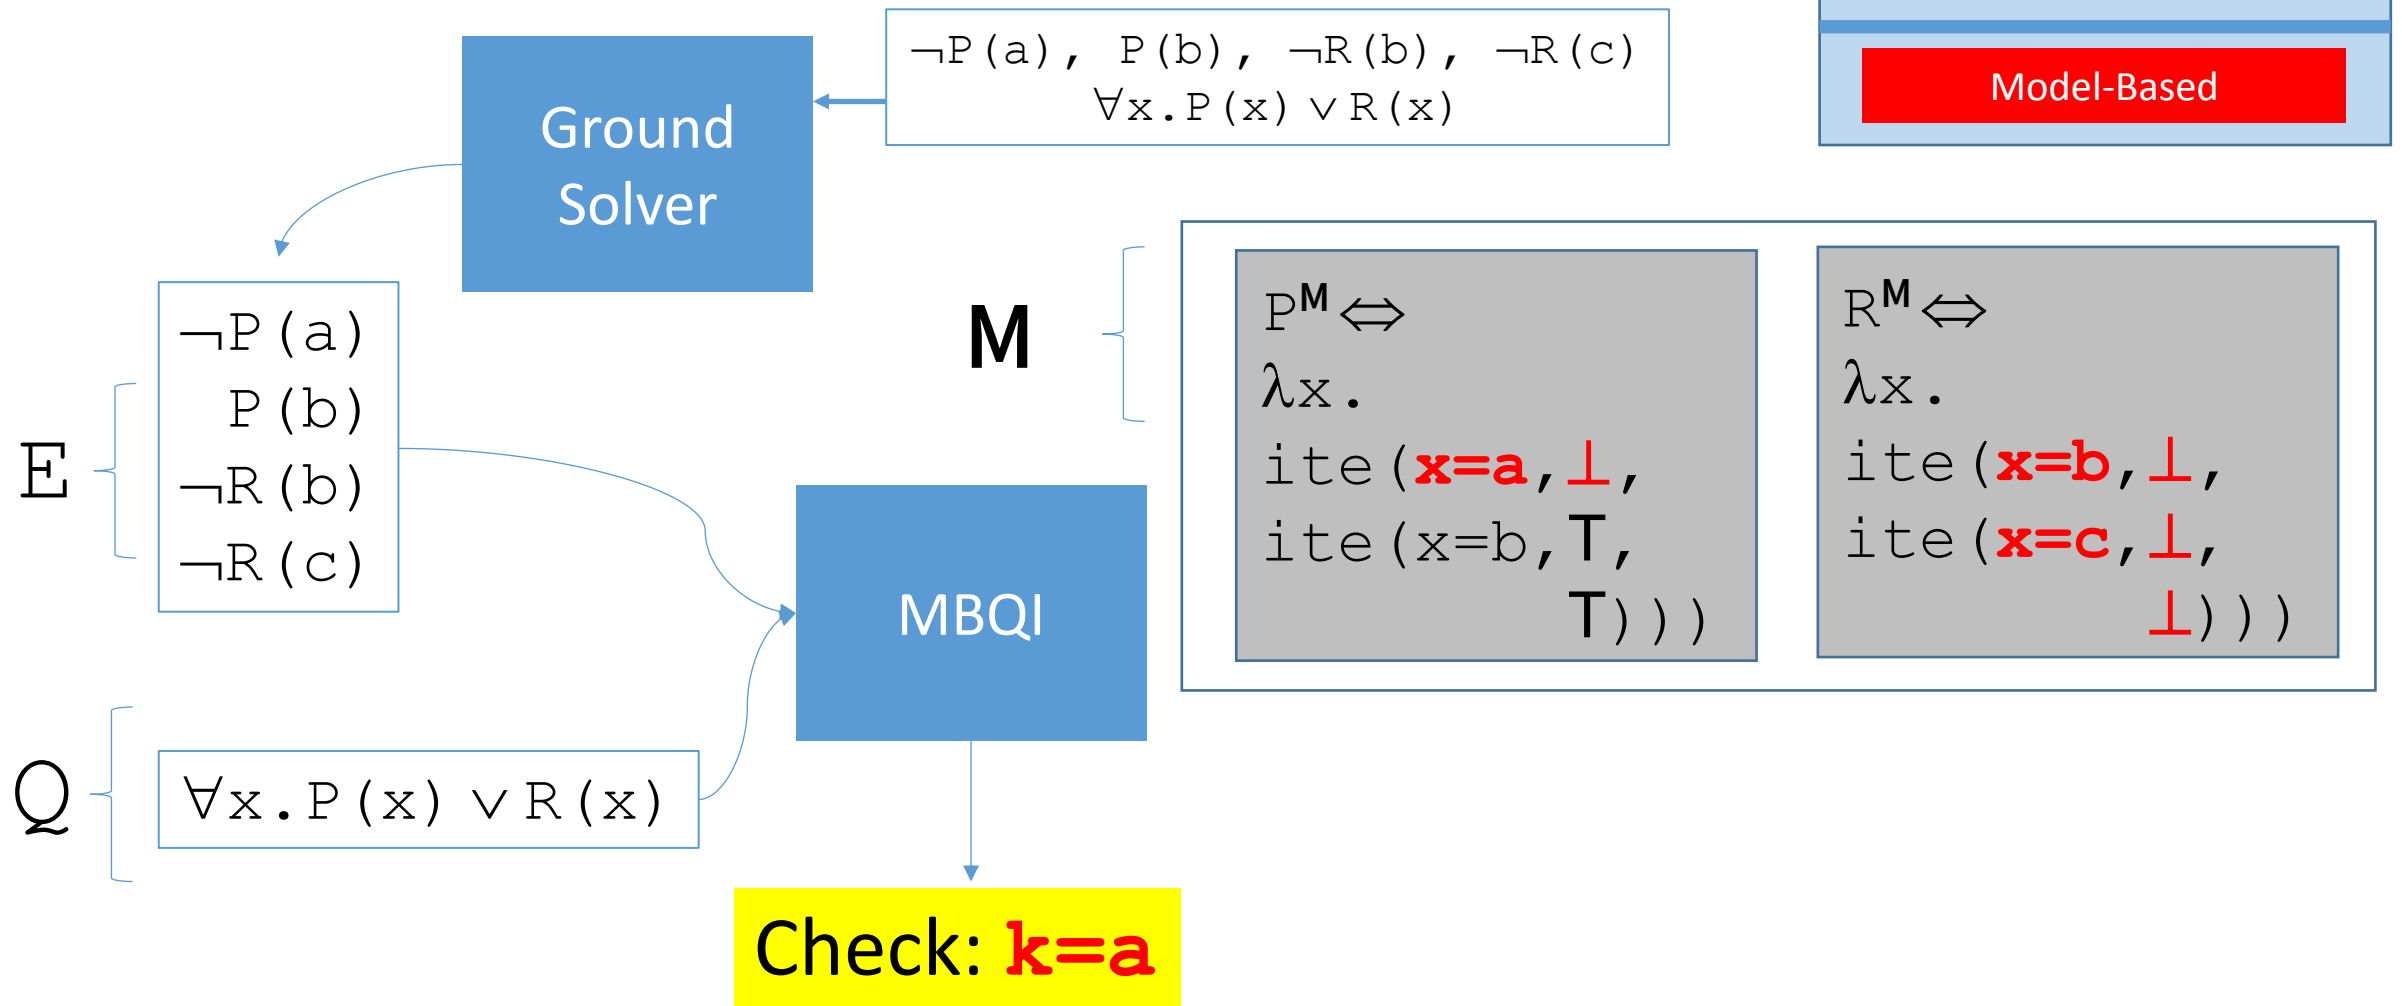 ¬P(a), P(b), ¬R(b), ¬R(c)
∀x.P(x)∨R(x)
Model-Based
Ground
Solver
E
¬P(a)
P(b)
¬R(b)
¬R(c)
M
P^M⇔
λx.
ite(x=a,⊥,
ite(x=b,T,
T)))
R^M⇔
λx.
ite(x=b,⊥,
ite(x=c,⊥,
⊥)))
MBQI
Q
∀x.P(x)∨R(x)
Check: k=a